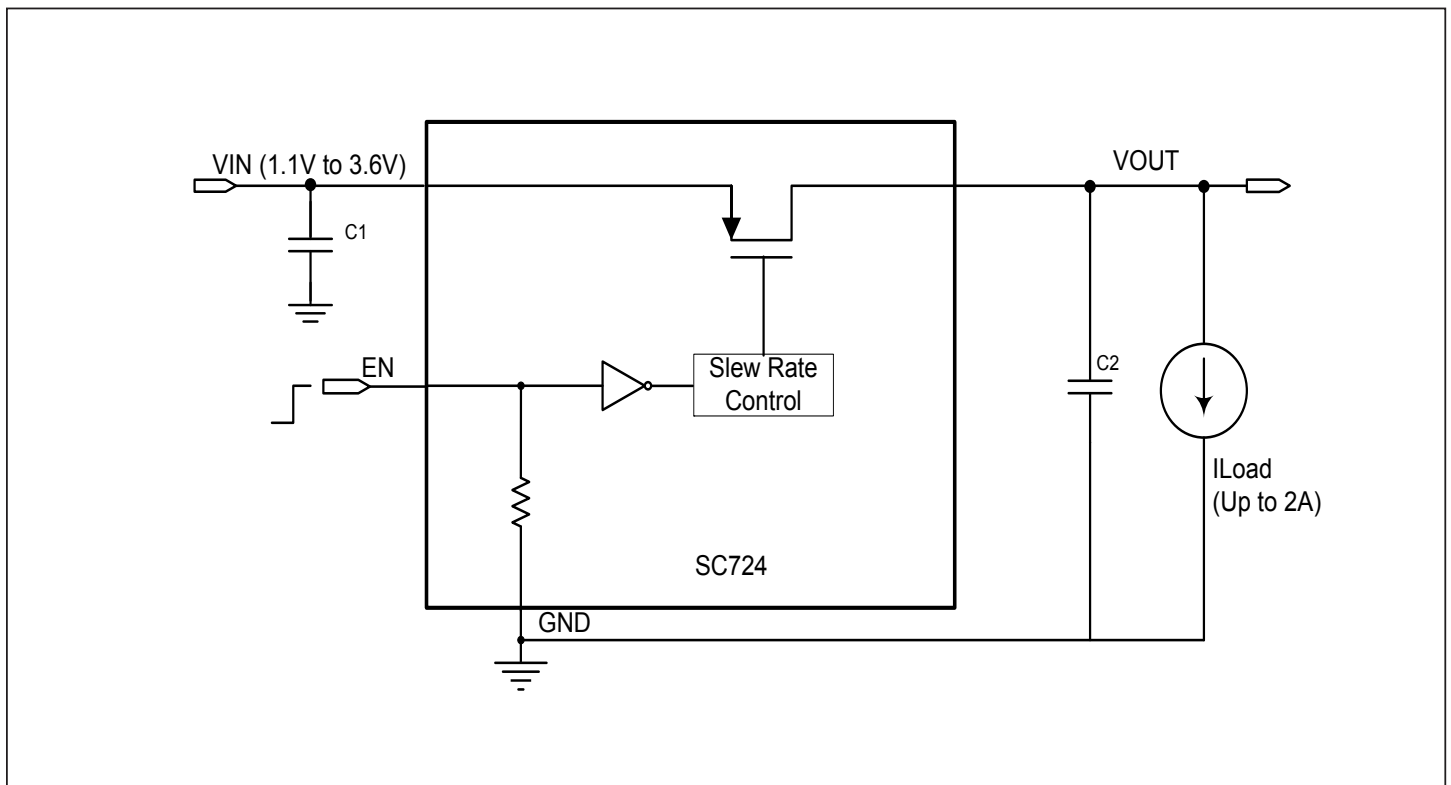 VIN (1.1V to 3.6V)
VOUT
C1
EN
Slew Rate
Control
C2
ILoad
(Up to 2A)
SC724
GND